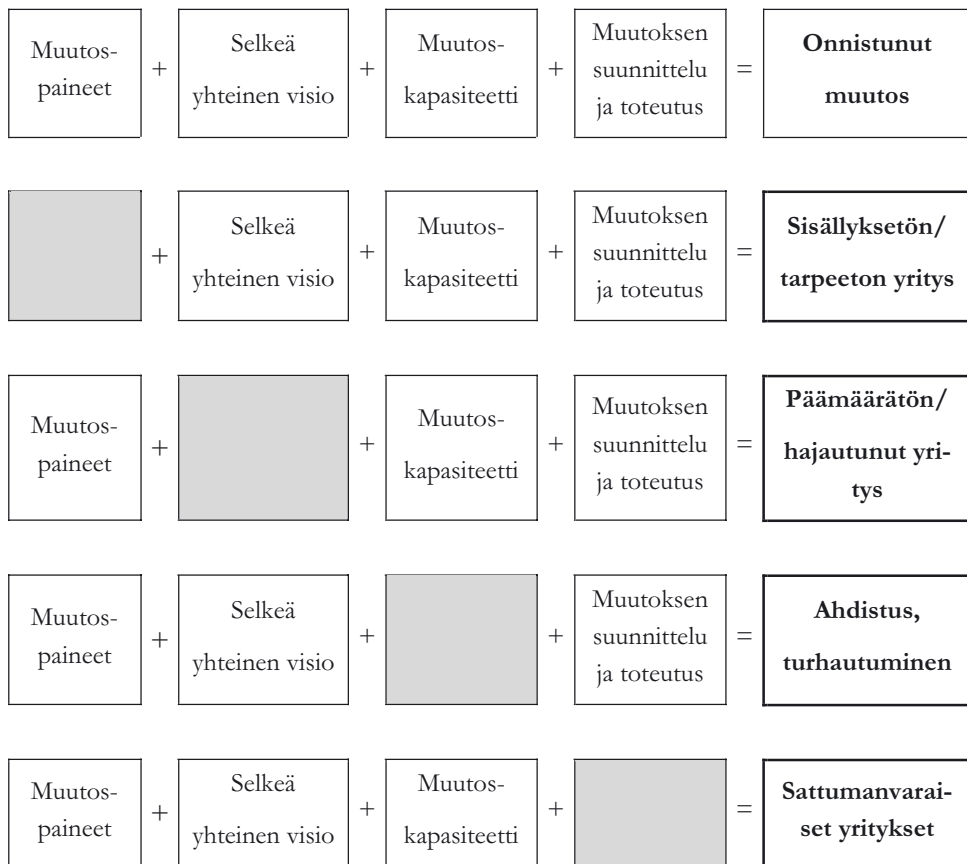 Muutos-
paineet
+
Selkeä
yhteinen visio
+
Muutos-
kapasiteetti
+
Muutoksen
suunnittelu
ja toteutus
=
Onnistunut
muutos
+
Selkeä
yhteinen visio
+
Muutos-
kapasiteetti
+
Muutoksen
suunnittelu
ja toteutus
=
Sisällyksetön/
tarpeeton yritys
Muutos-
paineet
+
+
Muutos-
kapasiteetti
+
Muutoksen
suunnittelu
ja toteutus
=
Päämäärätön/
hajautunut yri-
tys
Muutos-
paineet
+
Selkeä
yhteinen visio
+
+
Muutoksen
suunnittelu
ja toteutus
=
Ahdistus,
turhautuminen
Muutos-
paineet
+
Selkeä
yhteinen visio
+
Muutos-
kapasiteetti
+
=
Sattumanvarai-
set yritykset